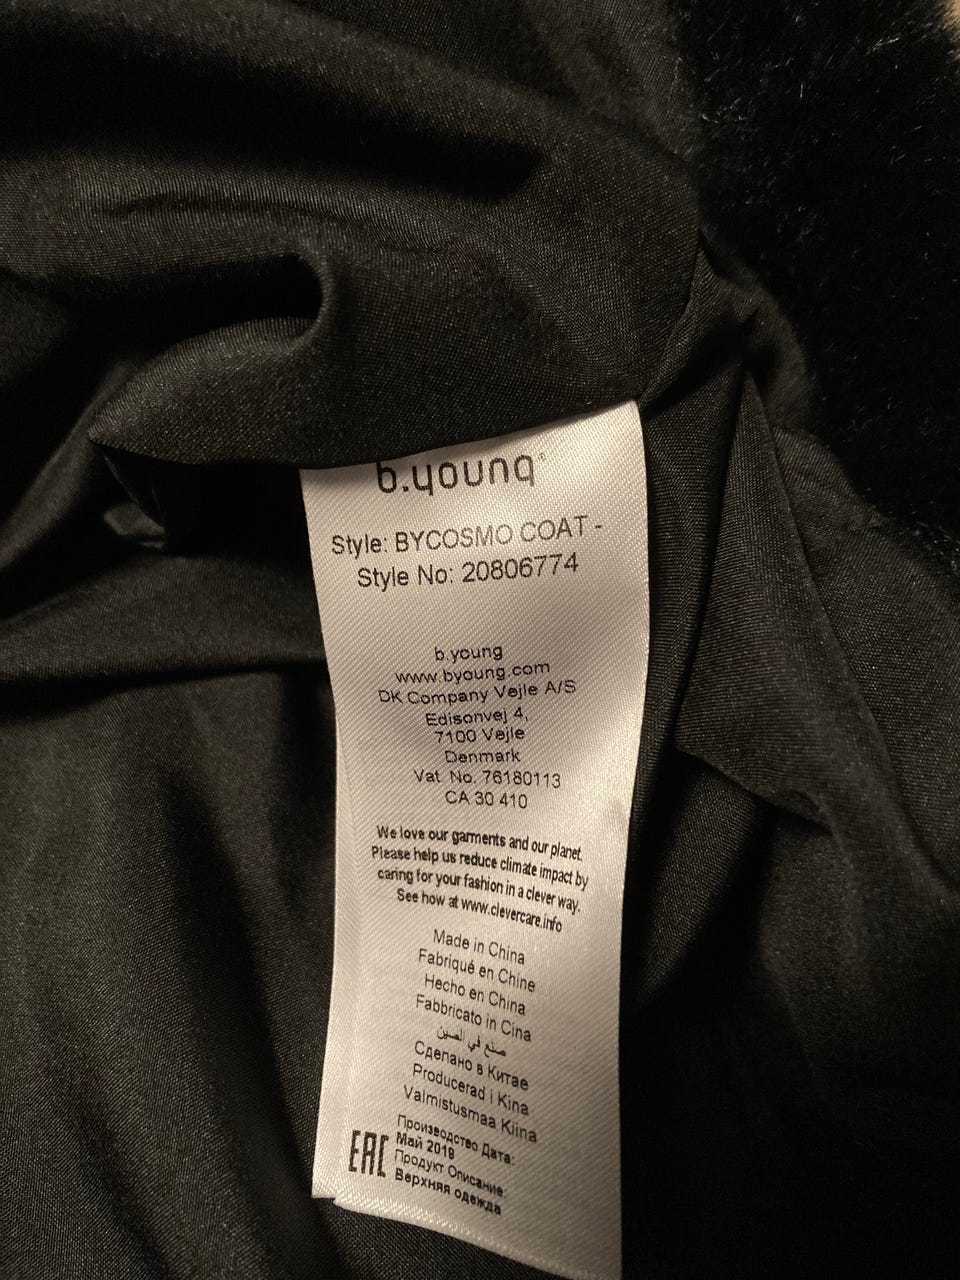 b.young®
Style: BYCOSMO COAT -
Style No: 20806774
b.young
www.byoung.com
DK Company Vejle A/S
Edisonvej 4,
7100 Vejle
Denmark
Vat. No. 76180113
CA 30 410
We love our garments and our planet.
Please help us reduce climate impact by
caring for your fashion in a clever way.
See how at www.clevercare.info
Made in China
Fabriqué en Chine
Hecho en China
Fabbricato in Cina
صنع في الصين
Сделано в Китае
Producerad i Kina
Valmistusmaa Kiina
Производство Дата:
Май 2019
Продукт Описание:
Верхняя одежда
EAC